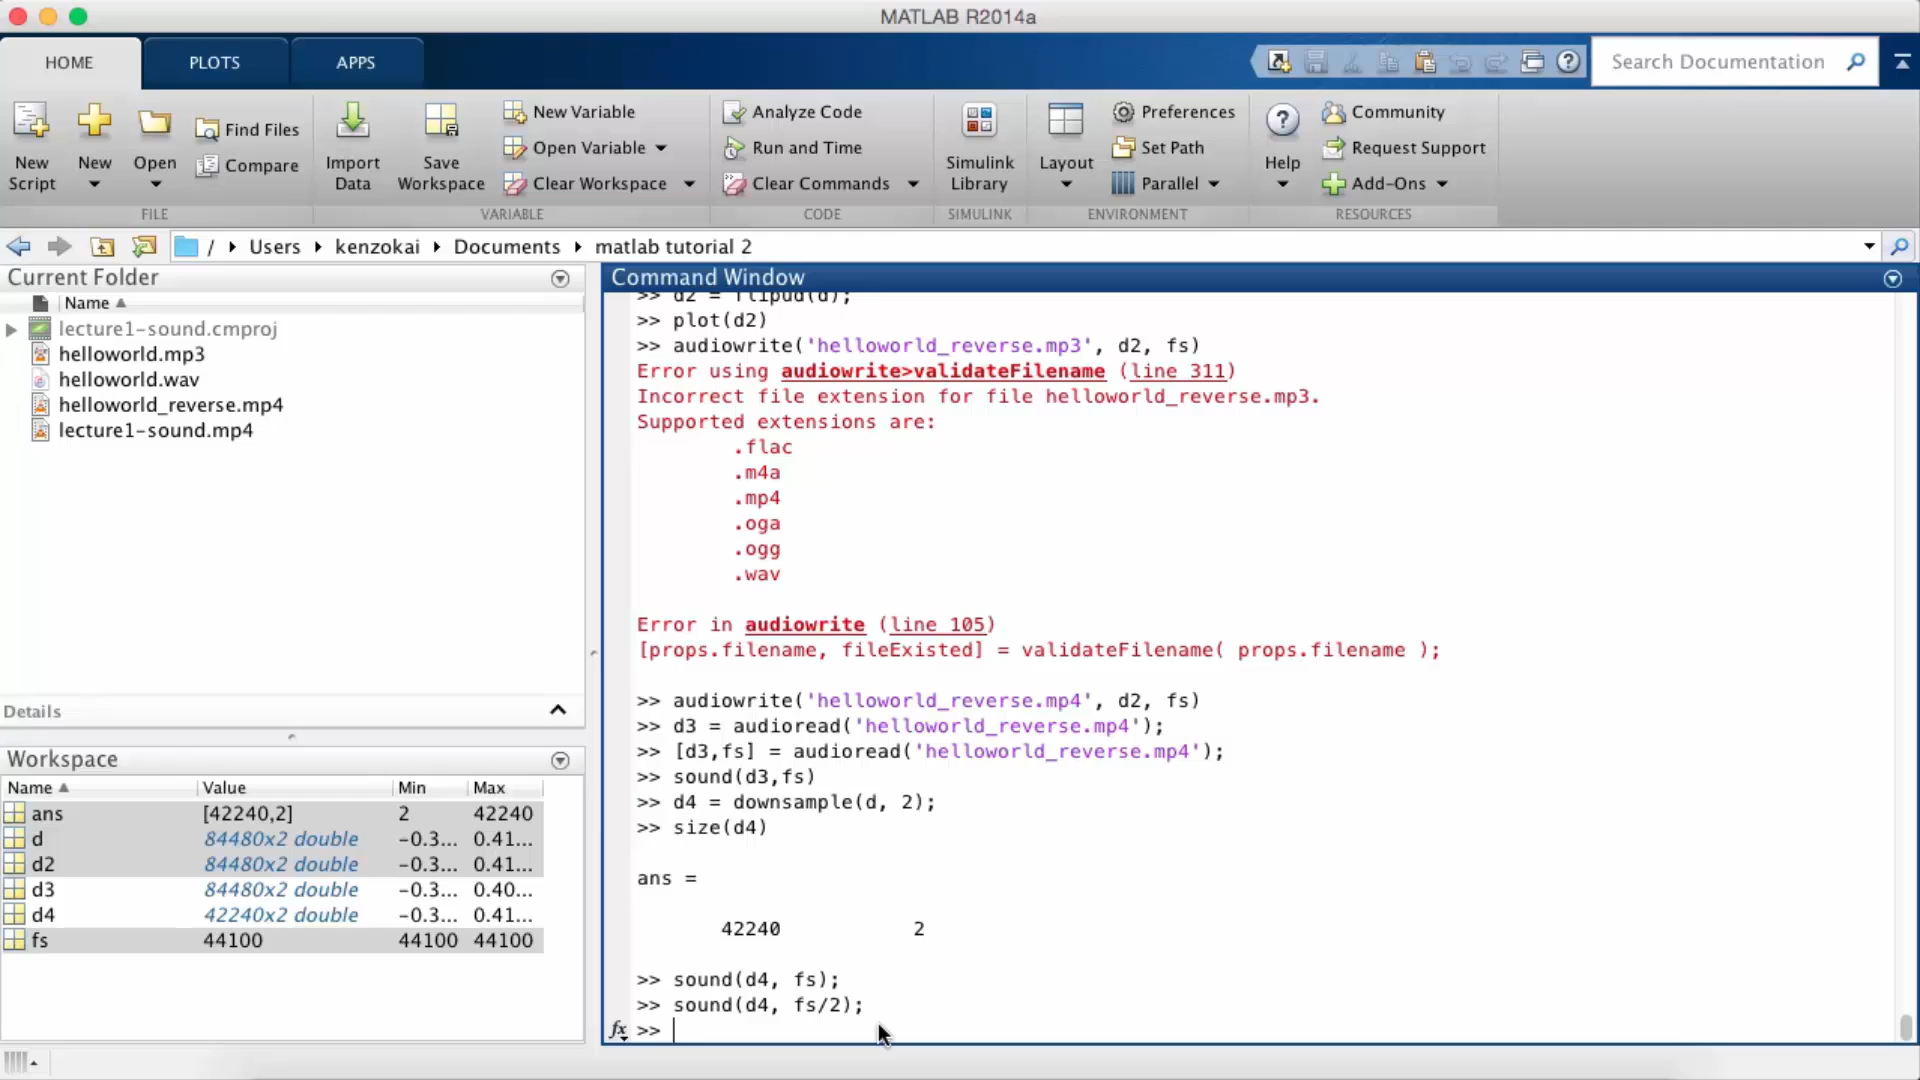 MATLAB R2014a
HOME PLOTS APPS
Search Documentation
New Script
New
Open
Find Files
Compare
FILE
Import Data
Save Workspace
New Variable
Open Variable
Clear Workspace
VARIABLE
Analyze Code
Run and Time
Clear Commands
CODE
Simulink Library
SIMULINK
Layout
Preferences
Set Path
Parallel
ENVIRONMENT
Help
Community
Request Support
Add-Ons
RESOURCES
/ Users kenzokai Documents matlab tutorial 2
Current Folder
Name
lecture1-sound.cmproj
helloworld.mp3
helloworld.wav
helloworld_reverse.mp4
lecture1-sound.mp4
Details
Workspace
Name Value Min Max
ans [42240,2] 2 42240
d 84480x2 double -0.3... 0.41...
d2 84480x2 double -0.3... 0.41...
d3 84480x2 double -0.3... 0.40...
d4 42240x2 double -0.3... 0.41...
fs 44100 44100 44100
Command Window
>> d2 = flipud(d);
>> plot(d2)
>> audiowrite('helloworld_reverse.mp3', d2, fs)
Error using audiowrite>validateFilename (line 311)
Incorrect file extension for file helloworld_reverse.mp3.
Supported extensions are:
.flac
.m4a
.mp4
.oga
.ogg
.wav
Error in audiowrite (line 105)
[props.filename, fileExisted] = validateFilename( props.filename );
>> audiowrite('helloworld_reverse.mp4', d2, fs)
>> d3 = audioread('helloworld_reverse.mp4');
>> [d3,fs] = audioread('helloworld_reverse.mp4');
>> sound(d3,fs)
>> d4 = downsample(d, 2);
>> size(d4)
ans =
42240 2
>> sound(d4, fs);
>> sound(d4, fs/2);
fx >>